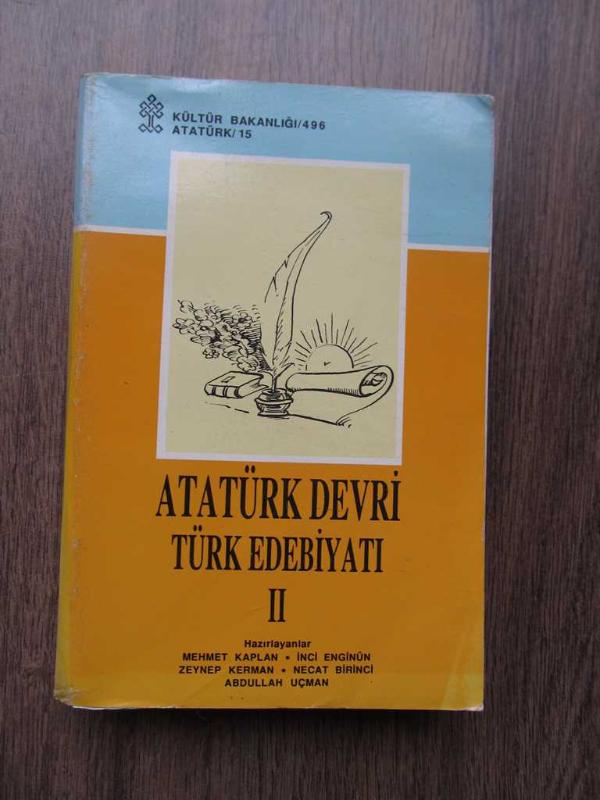 KÜLTÜR BAKANLIĞI/496
ATATÜRK/15
ATATÜRK DEVRİ
TÜRK EDEBİYATI
II
Hazırlayanlar
MEHMET KAPLAN • İNCİ ENGİNÜN
ZEYNEP KERMAN • NECAT BİRİNCİ
ABDULLAH UÇMAN